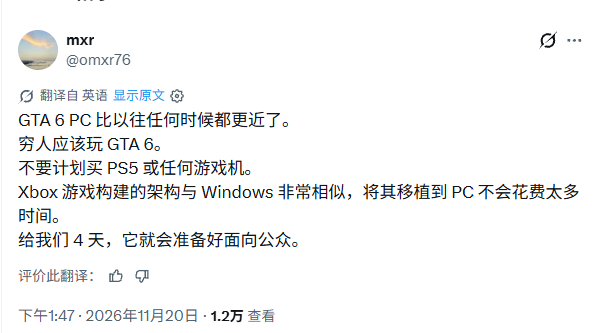 mxr
@omxr76
翻译自 英语 显示原文
GTA 6 PC 比以往任何时候都更近了。
穷人应该玩 GTA 6。
不要计划买 PS5 或任何游戏机。
Xbox 游戏构建的架构与 Windows 非常相似，将其移植到 PC 不会花费太多
时间。
给我们 4 天，它就会准备好面向公众。
评价此翻译：
下午1:47 · 2026年11月20日 · 1.2万 查看